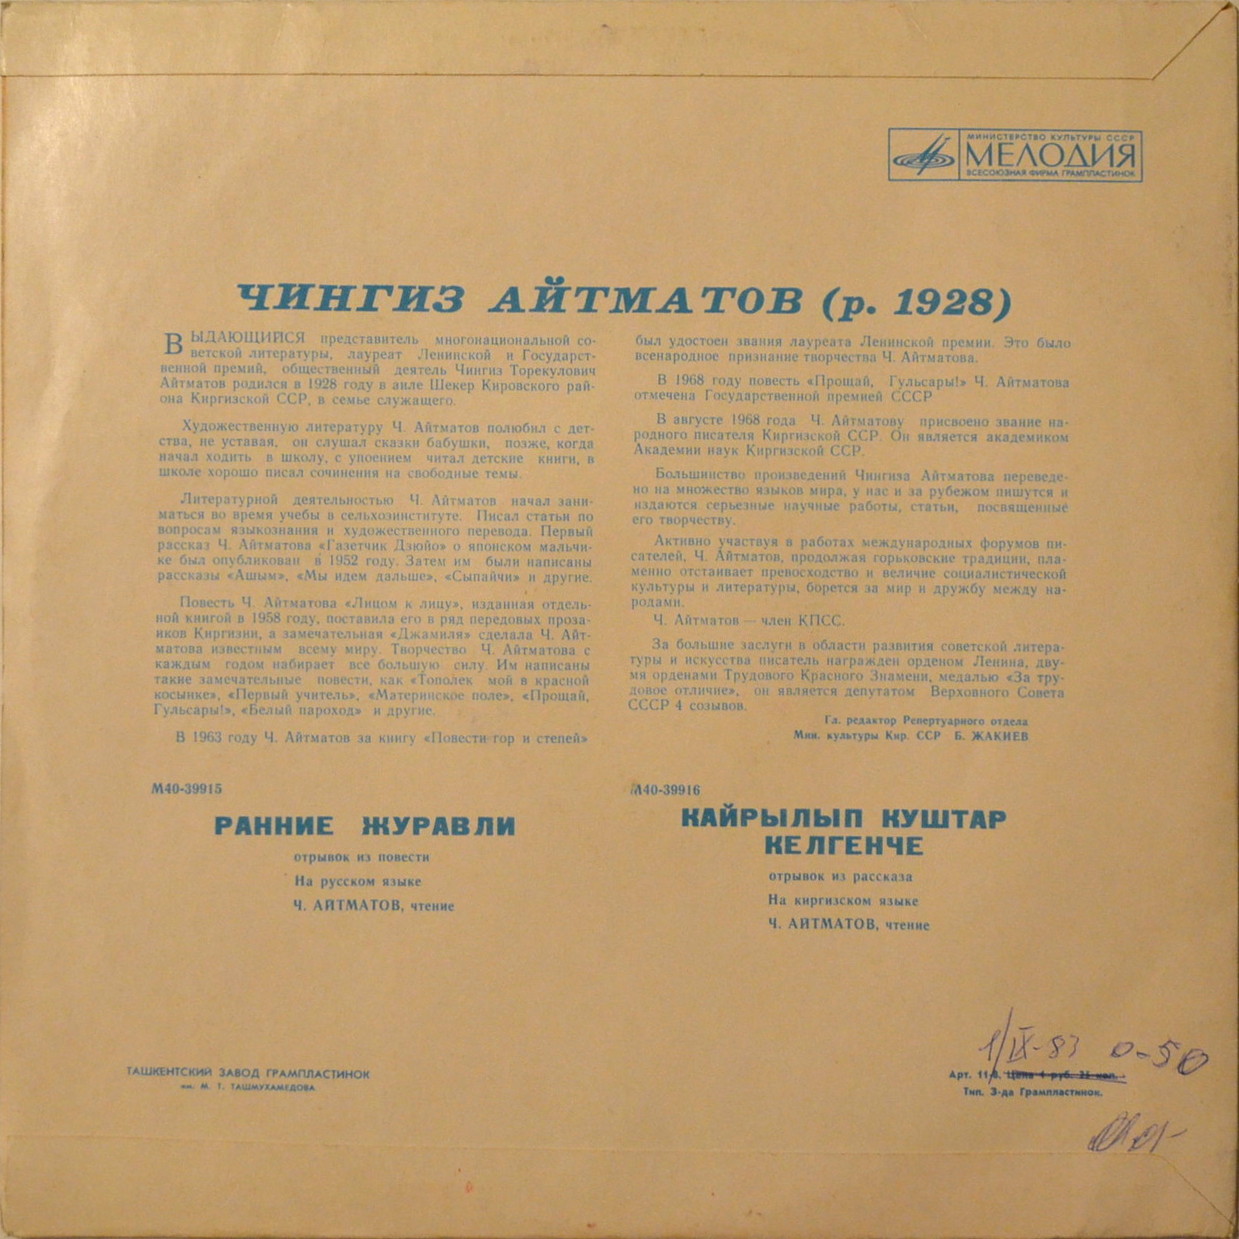 МИНИСТЕРСТВО КУЛЬТУРЫ СССР
МЕЛОДИЯ
ВСЕСОЮЗНАЯ ФИРМА ГРАМПЛАСТИНОК
ЧИНГИЗ АЙТМАТОВ (р. 1928)
ВЫДАЮЩИЙСЯ представитель многонациональной со-
ветской литературы, лауреат Ленинской и Государст-
венной премий, общественный деятель Чингиз Торекулович
Айтматов родился в 1928 году в аиле Шекер Кировского рай-
она Киргизской ССР, в семье служащего.
Художественную литературу Ч. Айтматов полюбил с дет-
ства, не уставая, он слушал сказки бабушки, позже, когда
начал ходить в школу, с упоением читал детские книги, в
школе хорошо писал сочинения на свободные темы.
Литературной деятельностью Ч. Айтматов начал зани-
маться во время учебы в сельхозинституте. Писал статьи по
вопросам языкознания и художественного перевода. Первый
рассказ Ч. Айтматова «Газетчик Дзюйо» о японском мальчи-
ке был опубликован в 1952 году. Затем им были написаны
рассказы «Ашым», «Мы идем дальше», «Сыпайчи» и другие.
Повесть Ч. Айтматова «Лицом к лицу», изданная отдель-
ной книгой в 1958 году, поставила его в ряд передовых проза-
иков Киргизии, а замечательная «Джамиля» сделала Ч. Айт-
матова известным всему миру. Творчество Ч. Айтматова с
каждым годом набирает все большую силу. Им написаны
такие замечательные повести, как «Тополек мой в красной
косынке», «Первый учитель», «Материнское поле», «Прощай,
Гульсары!», «Белый пароход» и другие.
В 1963 году Ч. Айтматов за книгу «Повести гор и степей»
был удостоен звания лауреата Ленинской премии. Это было
всенародное признание творчества Ч. Айтматова.
В 1968 году повесть «Прощай, Гульсары!» Ч. Айтматова
отмечена Государственной премией СССР
В августе 1968 года Ч. Айтматову присвоено звание на-
родного писателя Киргизской ССР. Он является академиком
Академии наук Киргизской ССР.
Большинство произведений Чингиза Айтматова переведе-
но на множество языков мира, у нас и за рубежом пишутся и
издаются серьезные научные работы, статьи, посвященные
его творчеству.
Активно участвуя в работах международных форумов пи-
сателей, Ч. Айтматов, продолжая горьковские традиции, пла-
менно отстаивает превосходство и величие социалистической
культуры и литературы, борется за мир и дружбу между на-
родами.
Ч. Айтматов — член КПСС.
За большие заслуги в области развития советской литера-
туры и искусства писатель награжден орденом Ленина, дву-
мя орденами Трудового Красного Знамени, медалью «За тру-
довое отличие», он является депутатом Верховного Совета
СССР 4 созывов.
Гл. редактор Репертуарного отдела
Мин. культуры Кир. ССР Б. ЖАКИЕВ
М40-39915
РАННИЕ ЖУРАВЛИ
отрывок из повести
На русском языке
Ч. АЙТМАТОВ, чтение
М40-39916
КАЙРЫЛЫП КУШТАР
КЕЛГЕНЧЕ
отрывок из рассказа
На киргизском языке
Ч. АЙТМАТОВ, чтение
ТАШКЕНТСКИЙ ЗАВОД ГРАМПЛАСТИНОК
им. М. Т. ТАШМУХАМЕДОВА
1/IX-83 0-50
Арт. 11-8. Цена 1 руб. 25 коп.
Тип. З-да Грампластинок.